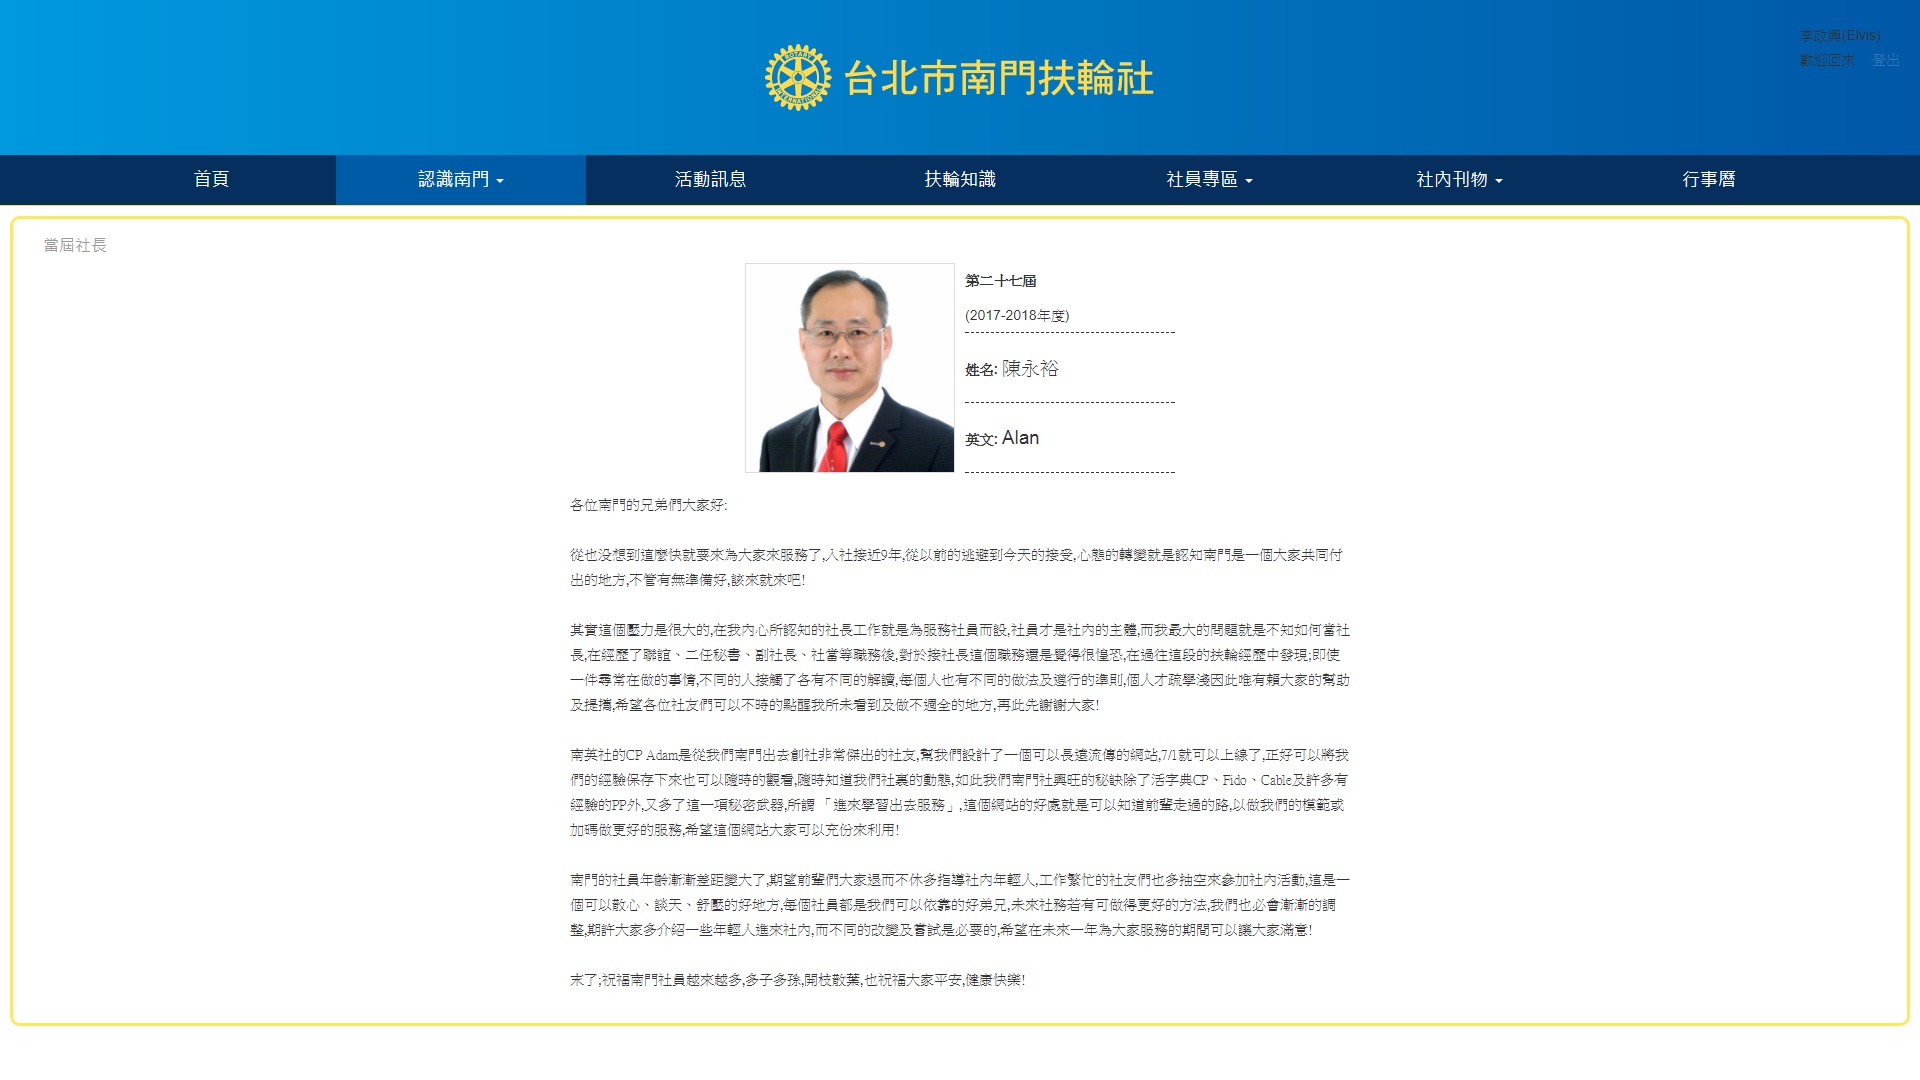 ROTARY
INTERNATIONAL
台北市南門扶輪社
李政興(Elvis)
歡迎回來 登出
首頁 認識南門 活動訊息 扶輪知識 社員專區 社內刊物 行事曆
當屆社長
第二十七屆
(2017-2018年度)
姓名: 陳永裕
英文: Alan
各位南門的兄弟們大家好:
從也没想到這麼快就要來為大家來服務了,入社接近9年,從以前的逃避到今天的接受,心態的轉變就是認知南門是一個大家共同付
出的地方,不管有無準備好,該來就來吧!
其實這個壓力是很大的,在我內心所認知的社長工作就是為服務社員而設,社員才是社內的主體,而我最大的問題就是不知如何當社
長,在經歷了聯誼、二任秘書、副社長、社當等職務後,對於接社長這個職務還是覺得很惶恐,在過往這段的扶輪經歷中發現;即使
一件尋常在做的事情,不同的人接觸了各有不同的解讀,每個人也有不同的做法及遵行的準則,個人才疏學淺因此唯有賴大家的幫助
及提攜,希望各位社友們可以不時的點醒我所未看到及做不週全的地方,再此先謝謝大家!
南英社的CP Adam是從我們南門出去創社非常傑出的社友,幫我們設計了一個可以長遠流傳的網站,7/1就可以上線了,正好可以將我
們的經驗保存下來也可以隨時的觀看,隨時知道我們社裏的動態,如此我們南門社興旺的秘訣除了活字典CP、Fido、Cable及許多有
經驗的PP外,又多了這一項秘密武器,所謂「進來學習出去服務」,這個網站的好處就是可以知道前輩走過的路,以做我們的模範或
加碼做更好的服務,希望這個網站大家可以充份來利用!
南門的社員年齡漸漸差距變大了,期望前輩們大家退而不休多指導社內年輕人,工作繁忙的社友們也多抽空來參加社內活動,這是一
個可以散心、談天、舒壓的好地方,每個社員都是我們可以依靠的好弟兄,未來社務若有可做得更好的方法,我們也必會漸漸的調
整,期許大家多介紹一些年輕人進來社內,而不同的改變及嘗試是必要的,希望在未來一年為大家服務的期間可以讓大家滿意!
末了;祝福南門社員越來越多,多子多孫,開枝散葉,也祝福大家平安,健康快樂!